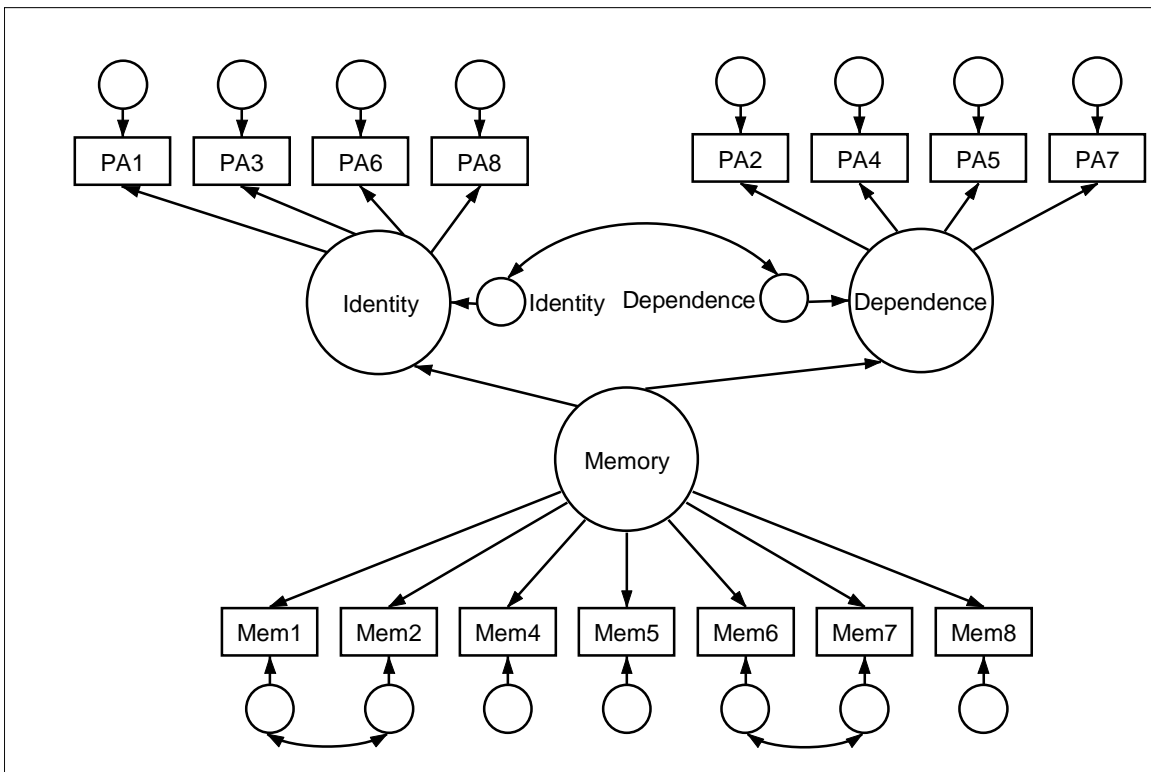 PA1 PA3 PA6 PA8 PA2 PA4 PA5 PA7
Identity Identity Dependence Dependence
Memory
Mem1 Mem2 Mem4 Mem5 Mem6 Mem7 Mem8